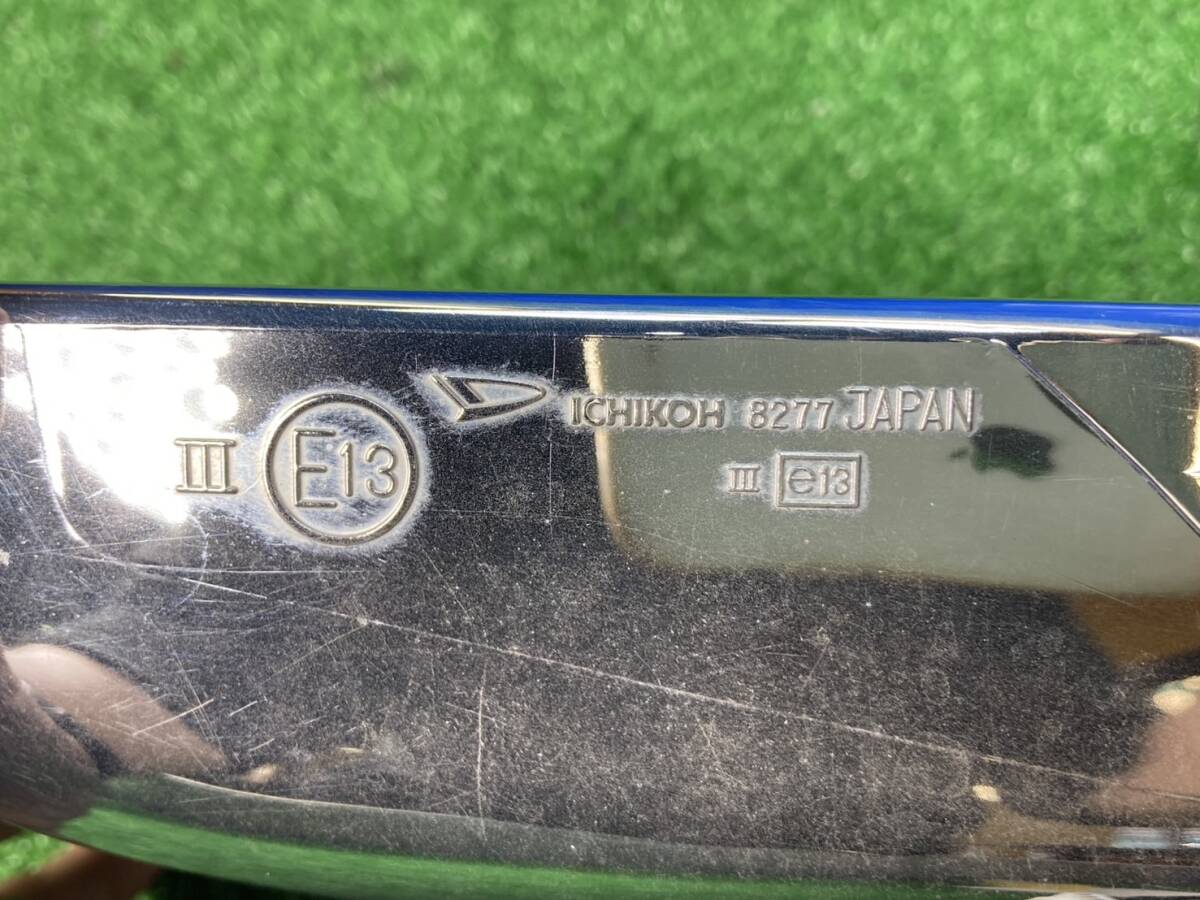 III E13 ICHIKOH 8277 JAPAN
III e13